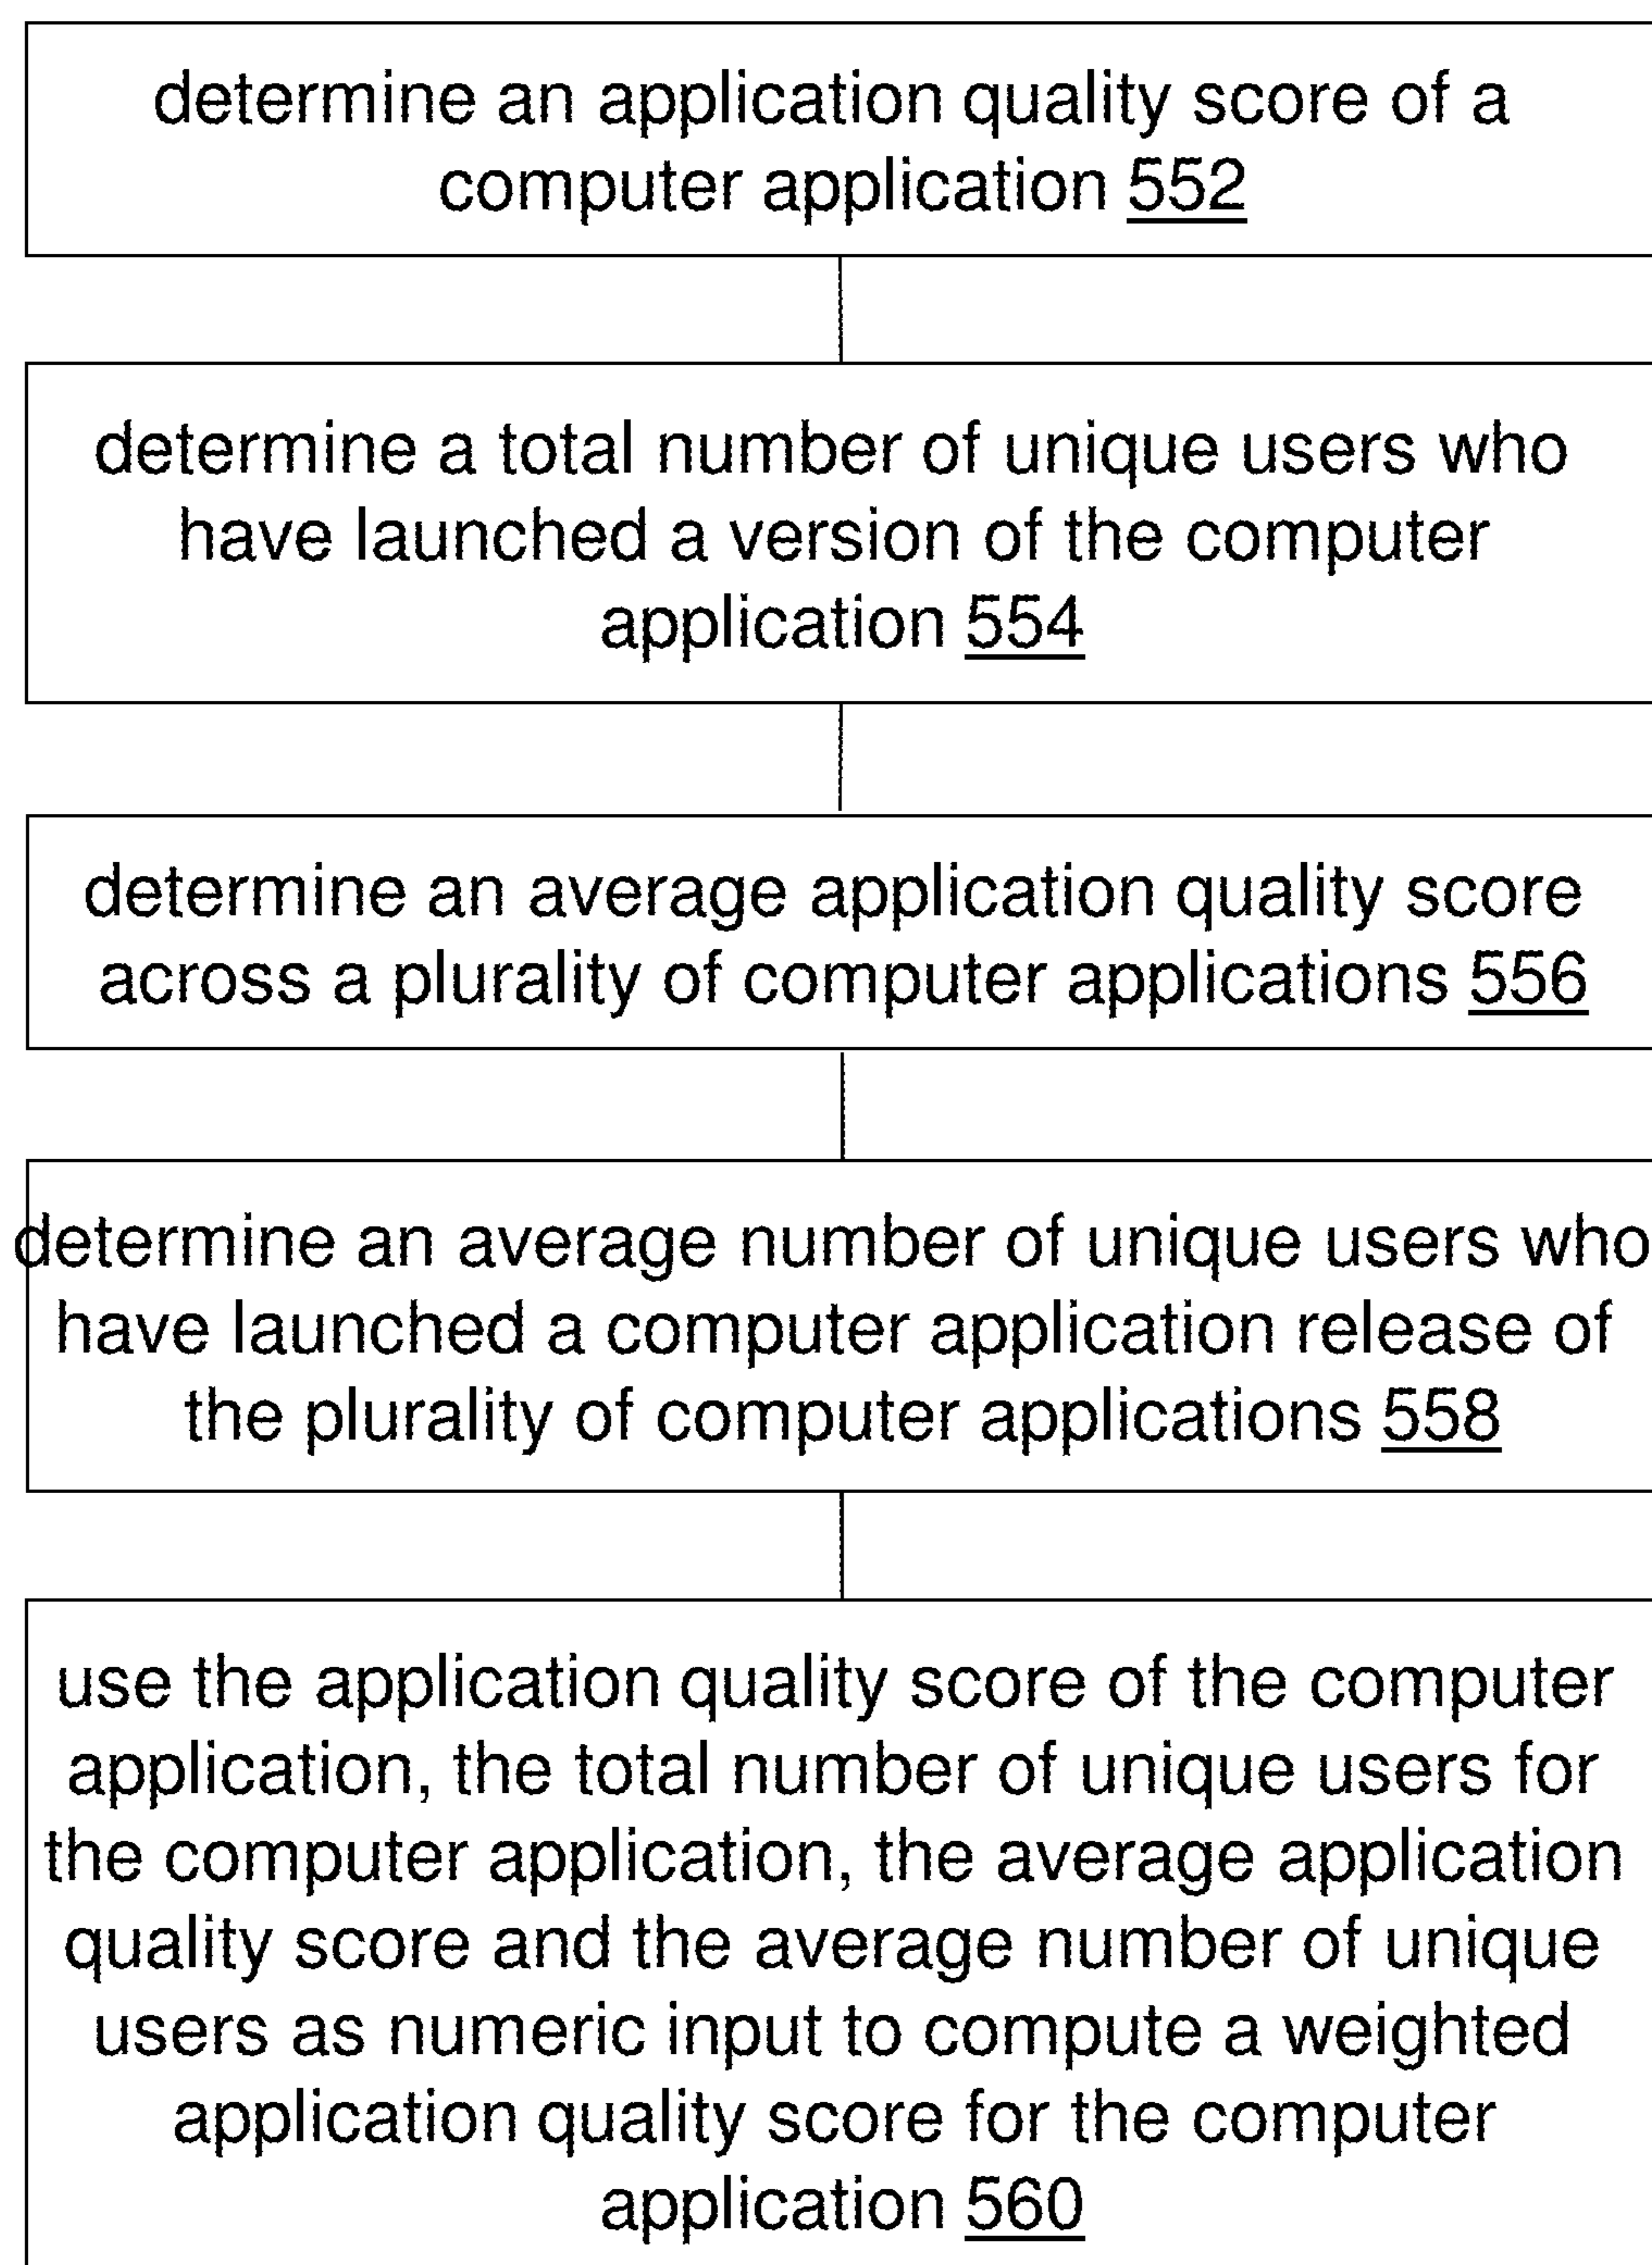 determine an application quality score of a
computer application 552
determine a total number of unique users who
have launched a version of the computer
application 554
determine an average application quality score
across a plurality of computer applications 556
determine an average number of unique users who
have launched a computer application release of
the plurality of computer applications 558
use the application quality score of the computer
application, the total number of unique users for
the computer application, the average application
quality score and the average number of unique
users as numeric input to compute a weighted
application quality score for the computer
application 560